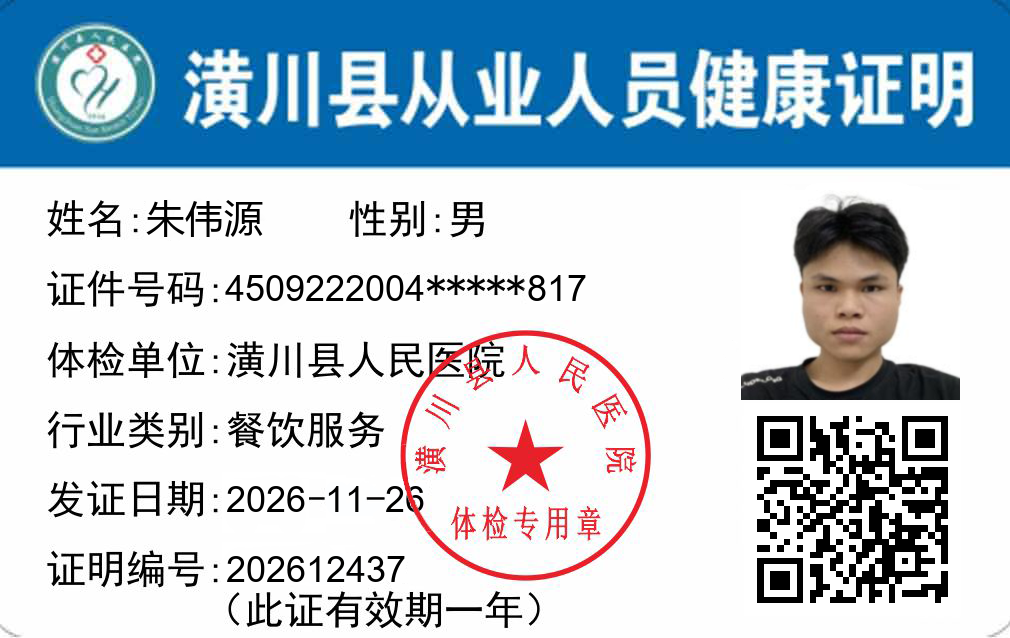 潢川县从业人员健康证明
姓名:朱伟源 性别:男
证件号码:4509222004*****817
体检单位:潢川县人民医院
行业类别:餐饮服务
发证日期:2026-11-26
证明编号:202612437
（此证有效期一年）
潢川县人民医院
体检专用章